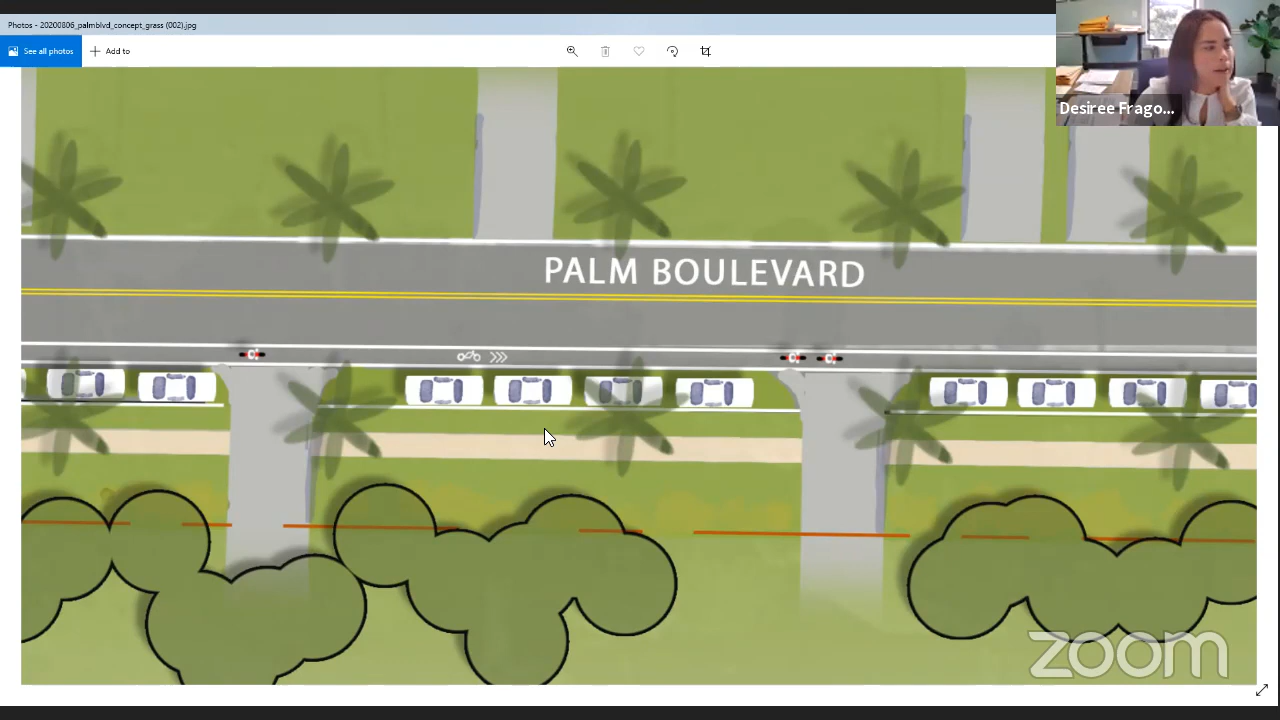 Photos - 20200806_palmblvd_concept_grass (002).jpg
See all photos
Add to
Desiree Frago...
PALM BOULEVARD
zoom